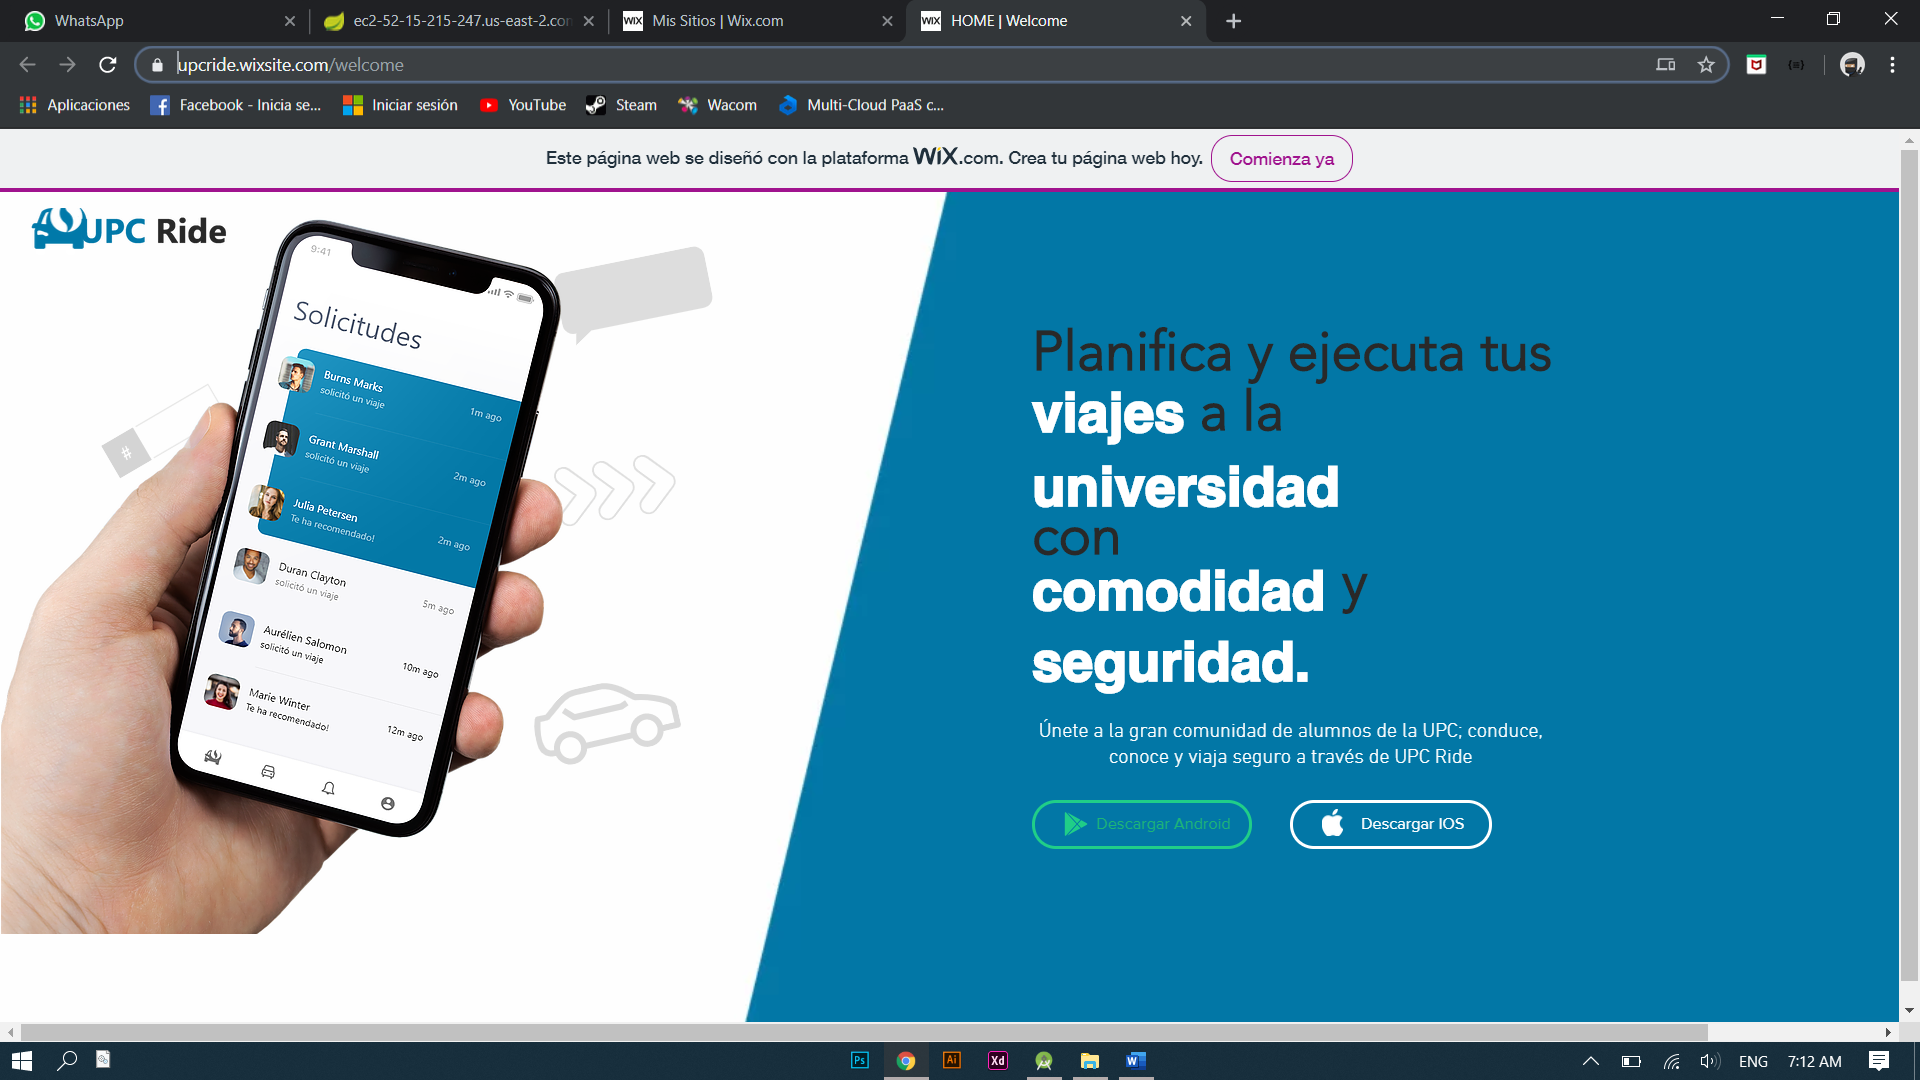 WhatsApp
ec2-52-15-215-247.us-east-2.con
WIX Mis Sitios | Wix.com
WIX HOME | Welcome
upcride.wixsite.com/welcome
Aplicaciones
Facebook - Inicia se...
Iniciar sesión
YouTube
Steam
Wacom
Multi-Cloud PaaS c...
Este página web se diseñó con la plataforma WiX.com. Crea tu página web hoy. Comienza ya
UPC Ride
9:41
Solicitudes
Burns Marks
solicitó un viaje
1m ago
Grant Marshall
solicitó un viaje
2m ago
Julia Petersen
Te ha recomendado!
2m ago
Duran Clayton
solicitó un viaje
5m ago
Aurélien Salomon
solicitó un viaje
10m ago
Marie Winter
Te ha recomendado!
12m ago
#
Planifica y ejecuta tus
viajes a la
universidad
con
comodidad y
seguridad.
Únete a la gran comunidad de alumnos de la UPC; conduce,
conoce y viaja seguro a través de UPC Ride
Descargar Android
Descargar IOS
Ps
Ai
Xd
W
ENG
7:12 AM